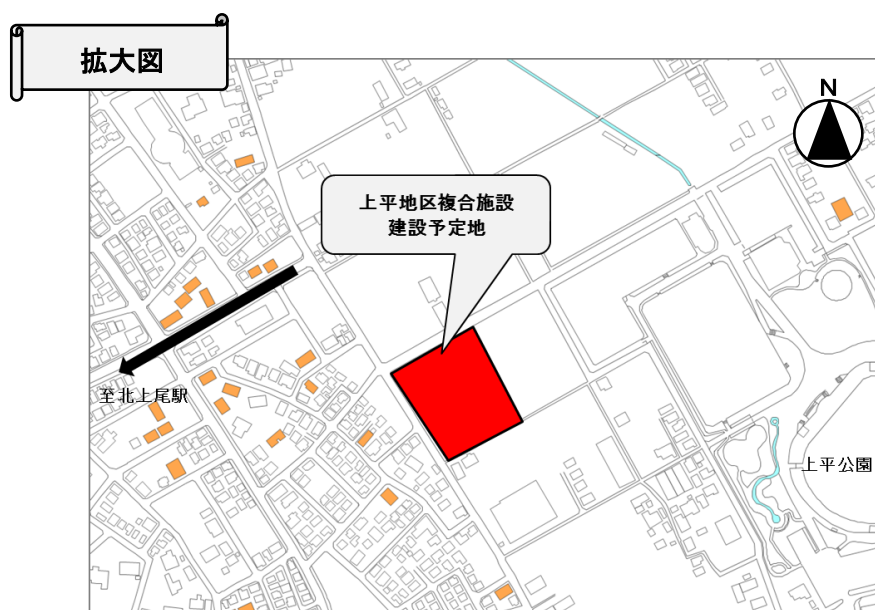 拡大図
N
上平地区複合施設
建設予定地
至北上尾駅
上平公園